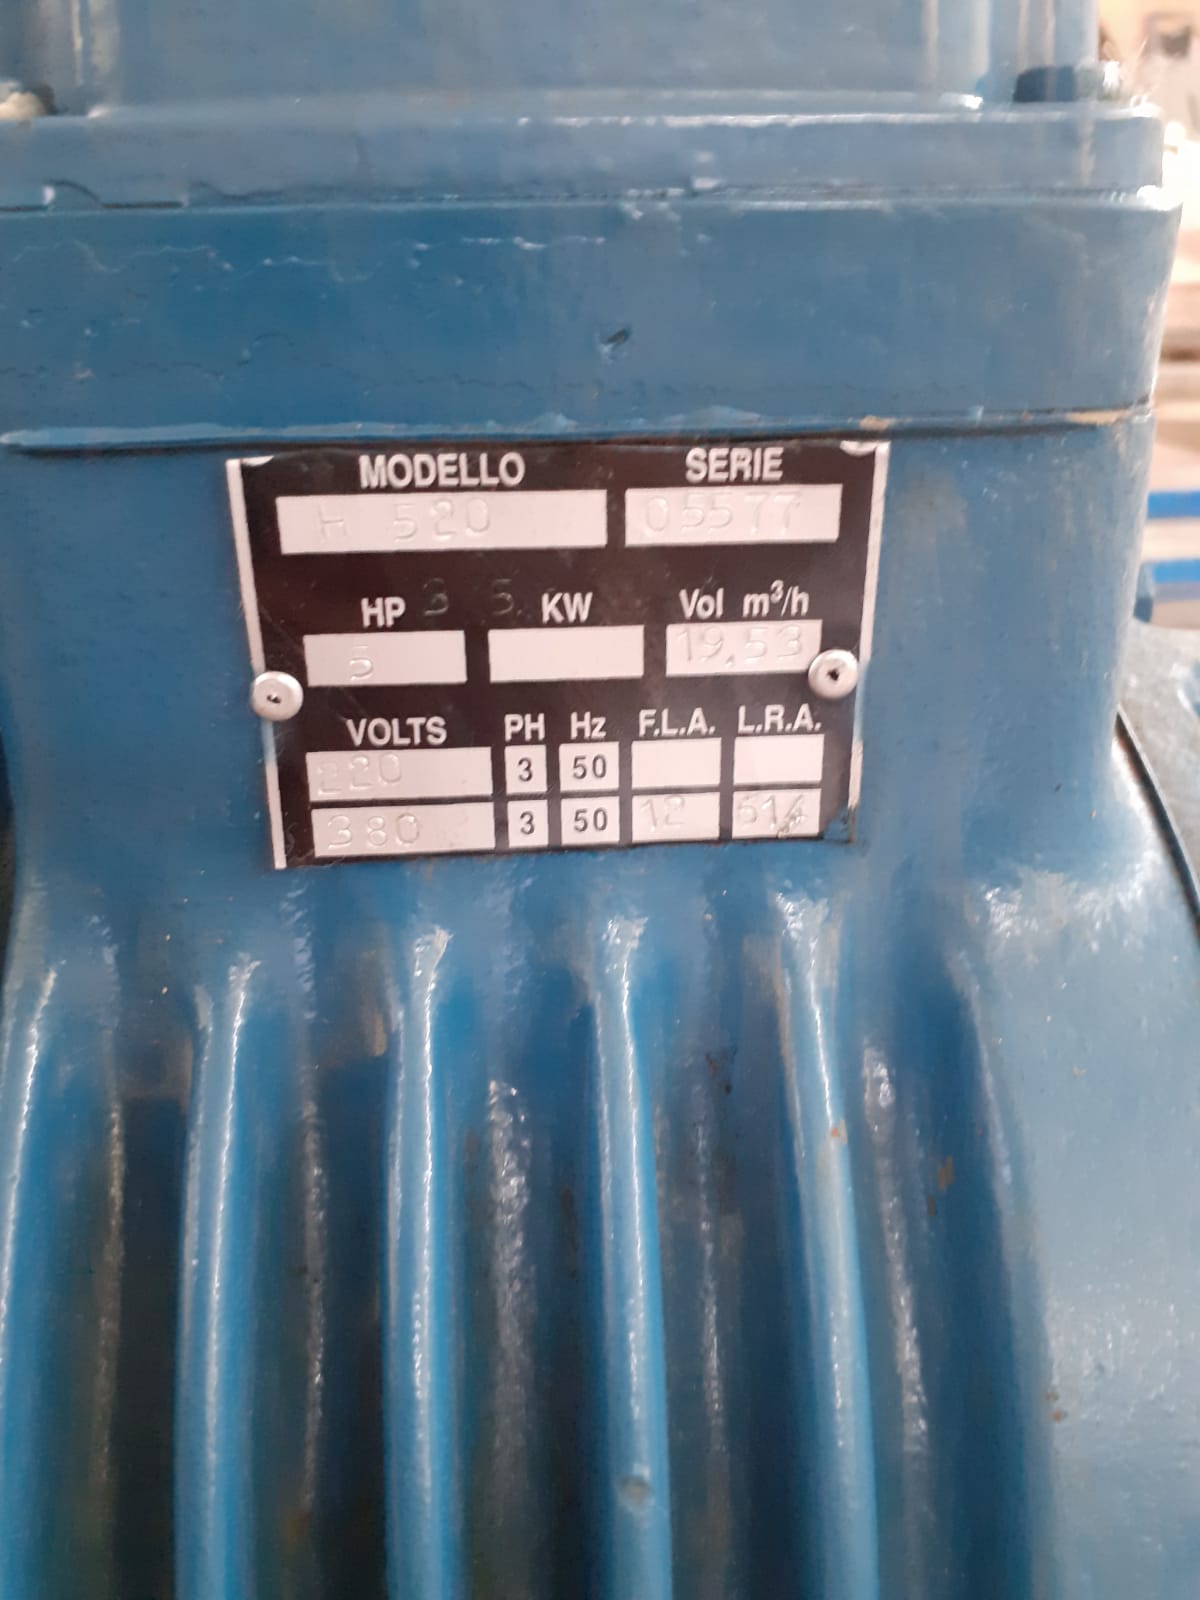 MODELLO SERIE
H 520 05577
HP 3 5 KW Vol m³/h
5 19,53
VOLTS PH Hz F.L.A. L.R.A.
220 3 50
380 3 50 12